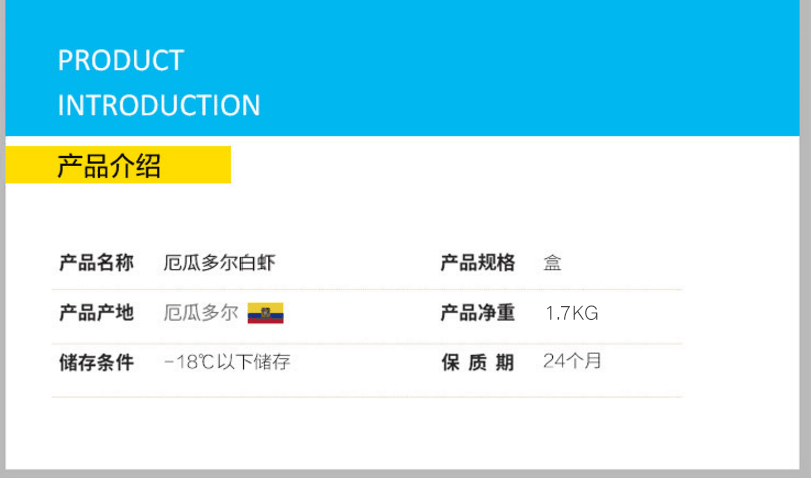 PRODUCT
INTRODUCTION
产品介绍
产品名称 厄瓜多尔白虾 产品规格 盒
产品产地 厄瓜多尔 产品净重 1.7KG
储存条件 -18℃以下储存 保质期 24个月